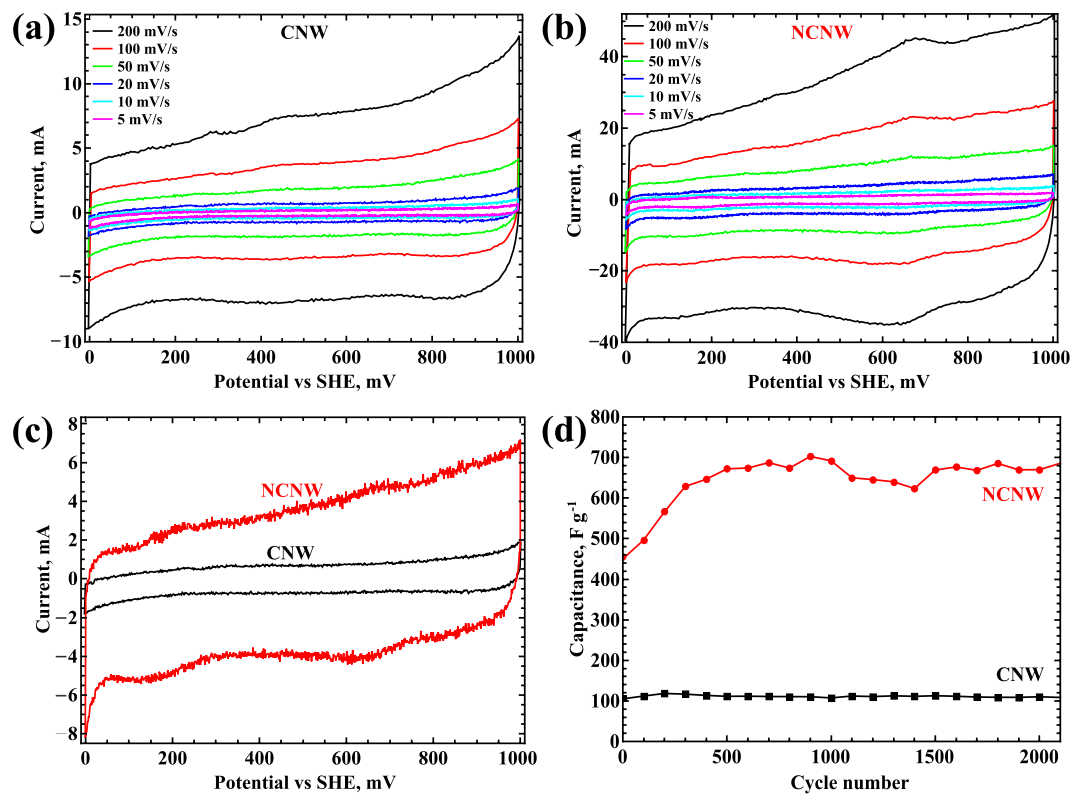 (a)
CNW
200 mV/s
100 mV/s
50 mV/s
20 mV/s
10 mV/s
5 mV/s
15
10
5
0
−5
−10
Current, mA
0 200 400 600 800 1000
Potential vs SHE, mV
(b)
NCNW
200 mV/s
100 mV/s
50 mV/s
20 mV/s
10 mV/s
5 mV/s
40
20
0
−20
−40
Current, mA
0 200 400 600 800 1000
Potential vs SHE, mV
(c)
NCNW
CNW
8
6
4
2
0
−2
−4
−6
−8
Current, mA
0 200 400 600 800 1000
Potential vs SHE, mV
(d)
NCNW
CNW
800
700
600
500
400
300
200
100
0
Capacitance, F g-1
0 500 1000 1500 2000
Cycle number